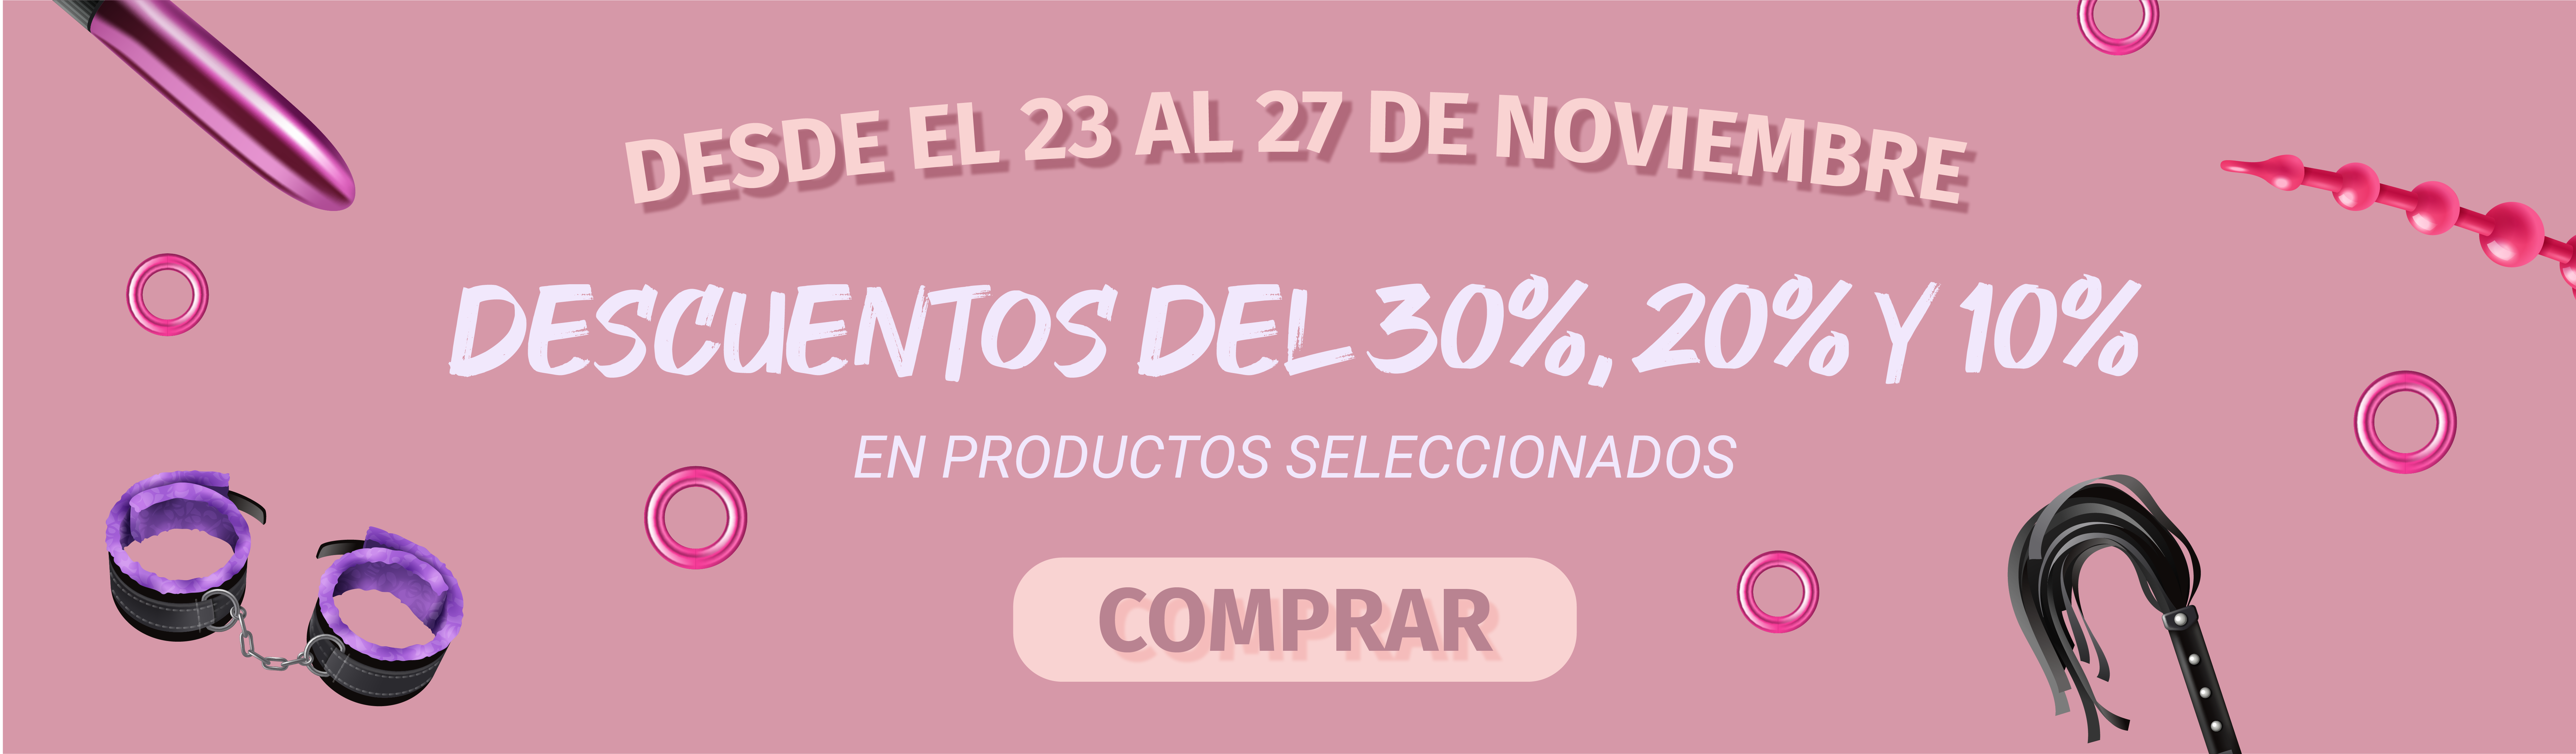 DESDE EL 23 AL 27 DE NOVIEMBRE
DESCUENTOS DEL 30%, 20% Y 10%
EN PRODUCTOS SELECCIONADOS
COMPRAR